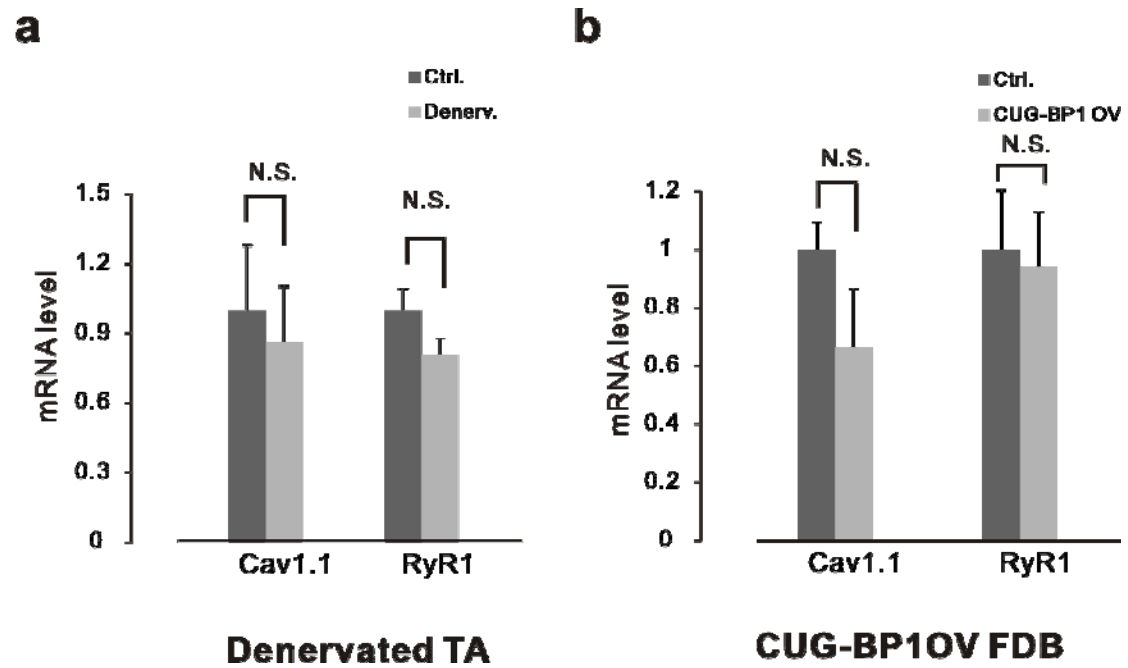 a
Ctrl.
Denerv.
N.S.
N.S.
1.5
1.2
0.9
0.6
0.3
0
mRNA level
Cav1.1 RyR1
Denervated TA
b
Ctrl.
CUG-BP1 OV
N.S.
N.S.
1.2
1
0.8
0.6
0.4
0.2
0
mRNA level
Cav1.1 RyR1
CUG-BP1OV FDB